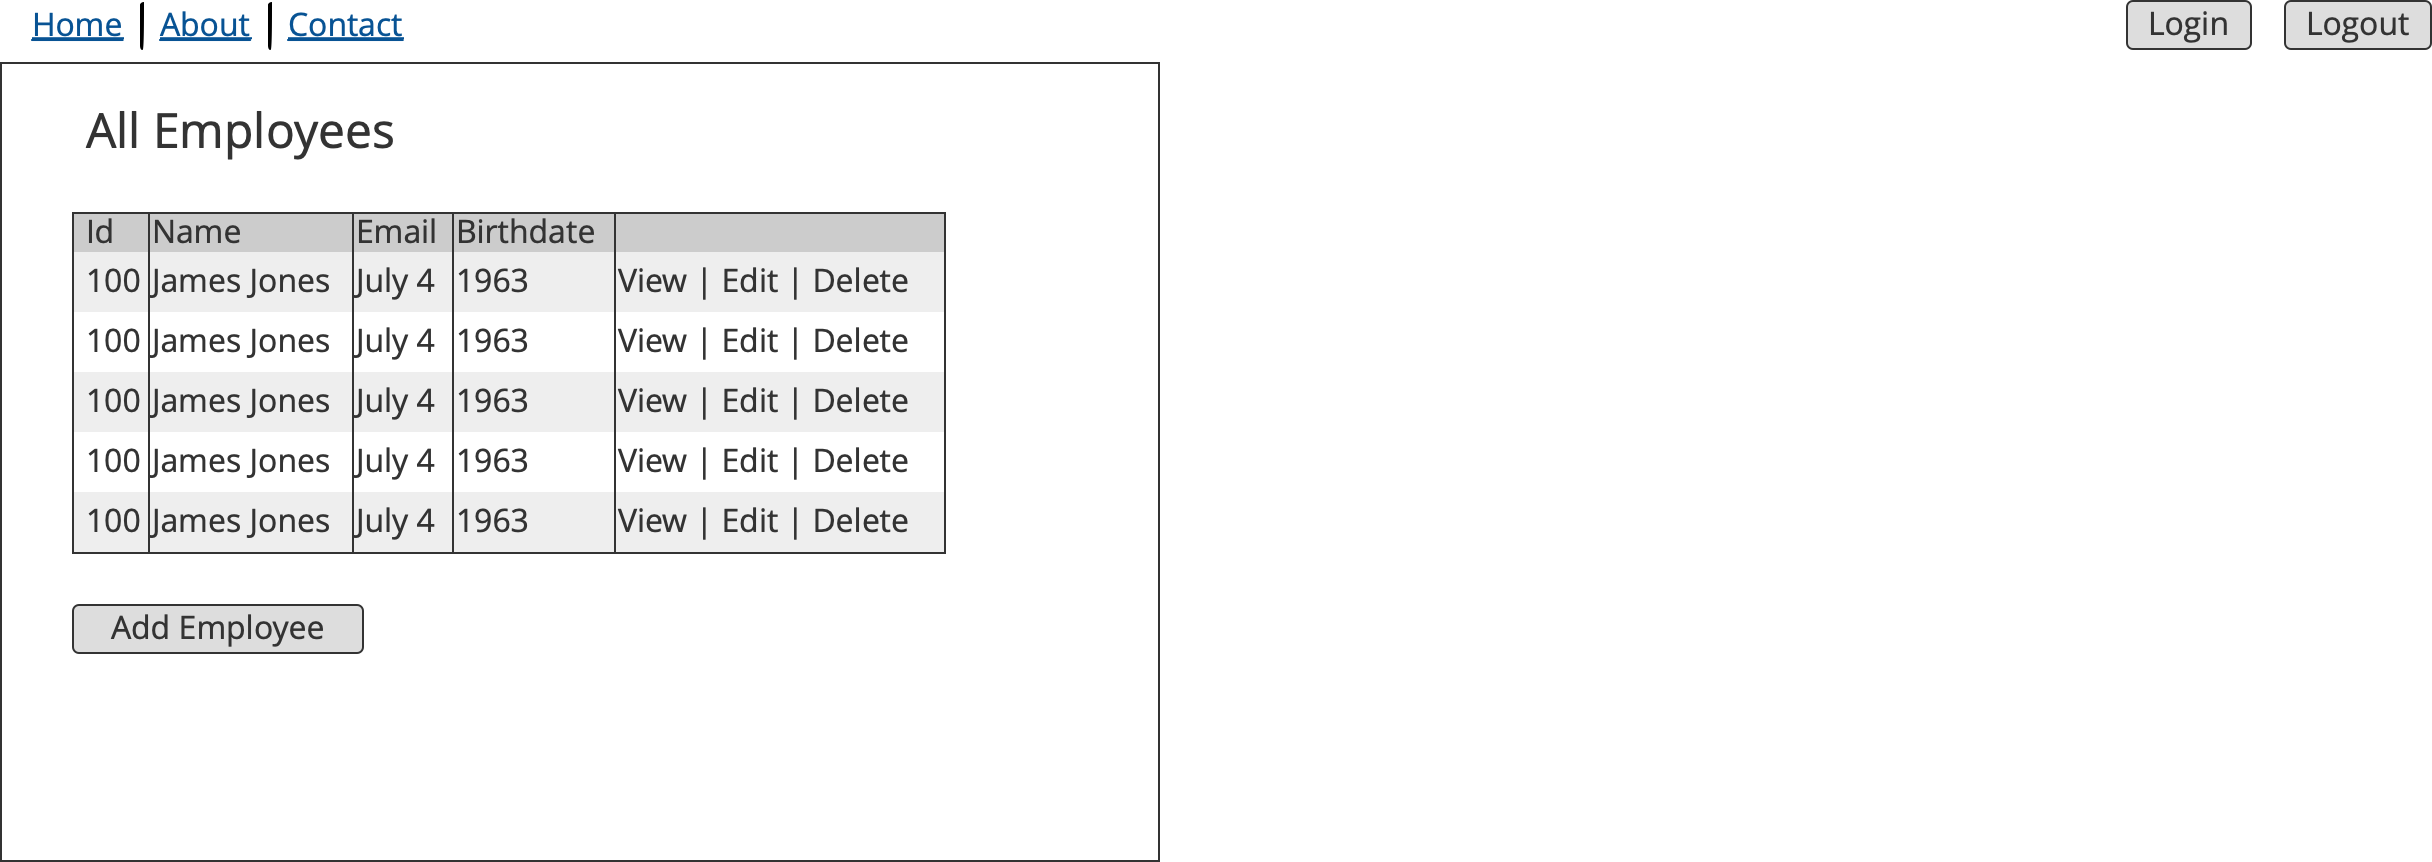 Home About Contact Login Logout
All Employees
Id Name Email Birthdate
100 James Jones July 4 1963 View | Edit | Delete
100 James Jones July 4 1963 View | Edit | Delete
100 James Jones July 4 1963 View | Edit | Delete
100 James Jones July 4 1963 View | Edit | Delete
100 James Jones July 4 1963 View | Edit | Delete
Add Employee